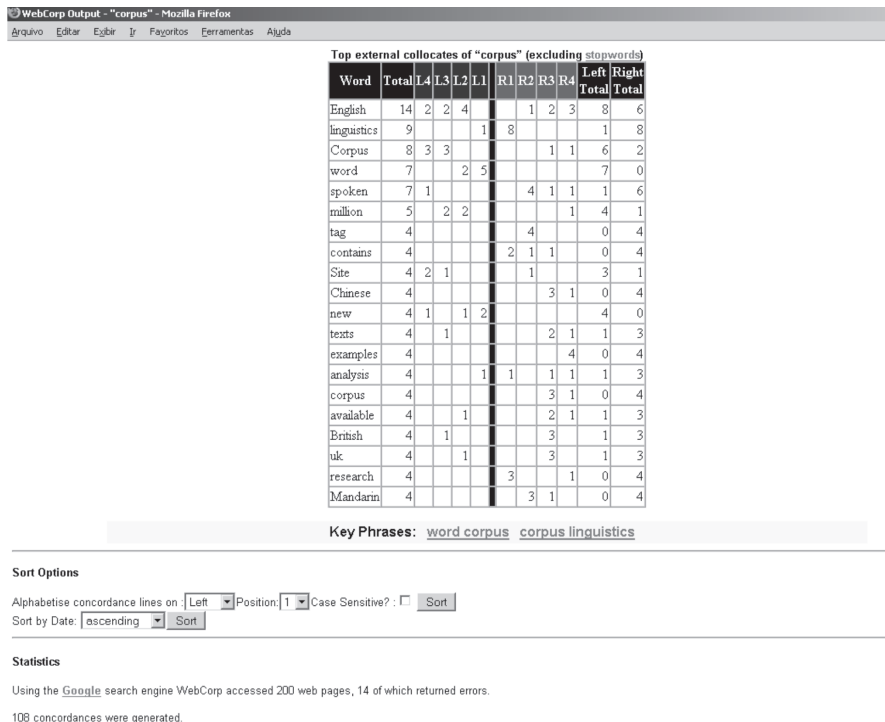 WebCorp Output - "corpus" - Mozilla Firefox
Arquivo Editar Exibir Ir Favoritos Ferramentas Ajuda
Top external collocates of “corpus” (excluding stopwords)
Word Total L4 L3 L2 L1 R1 R2 R3 R4 Left Total Right Total
English 14 2 2 4 1 2 3 8 6
linguistics 9 1 8 1 8
Corpus 8 3 3 1 1 6 2
word 7 2 5 7 0
spoken 7 1 4 1 1 1 6
million 5 2 2 1 4 1
tag 4 4 0 4
contains 4 2 1 1 0 4
Site 4 2 1 1 3 1
Chinese 4 3 1 0 4
new 4 1 1 2 4 0
texts 4 1 2 1 1 3
examples 4 4 0 4
analysis 4 1 1 1 1 1 3
corpus 4 3 1 0 4
available 4 1 2 1 1 3
British 4 1 3 1 3
uk 4 1 3 1 3
research 4 3 1 0 4
Mandarin 4 3 1 0 4
Key Phrases: word corpus corpus linguistics
Sort Options
Alphabetise concordance lines on : Left Position: 1 Case Sensitive? : Sort
Sort by Date: ascending Sort
Statistics
Using the Google search engine WebCorp accessed 200 web pages, 14 of which returned errors.
108 concordances were generated.